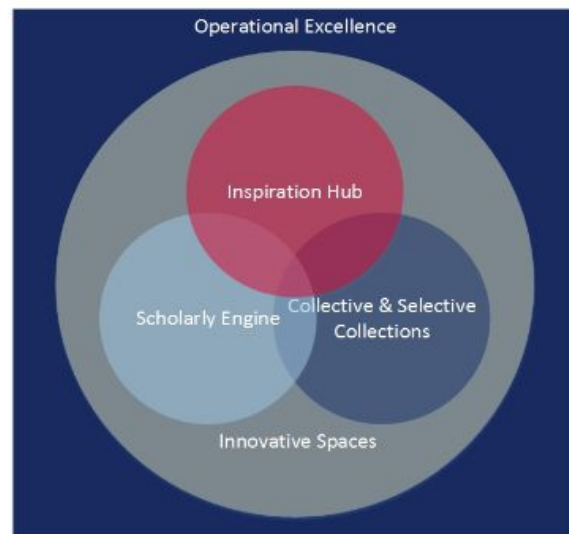 Operational Excellence
Inspiration Hub
Scholarly Engine
Collective & Selective
Collections
Innovative Spaces